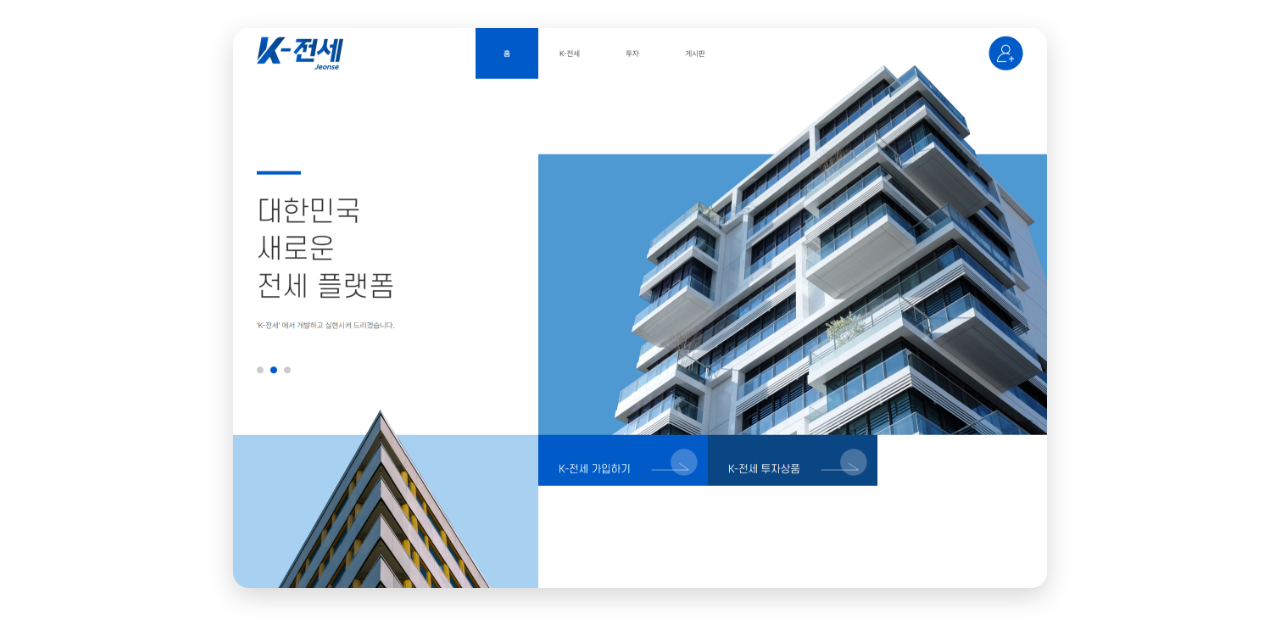 K-전세
Jeonse
홈
K-전세
투자
게시판
대한민국
새로운
전세 플랫폼
'K-전세' 에서 개발하고 실현시켜 드리겠습니다.
K-전세 가입하기
K-전세 투자상품